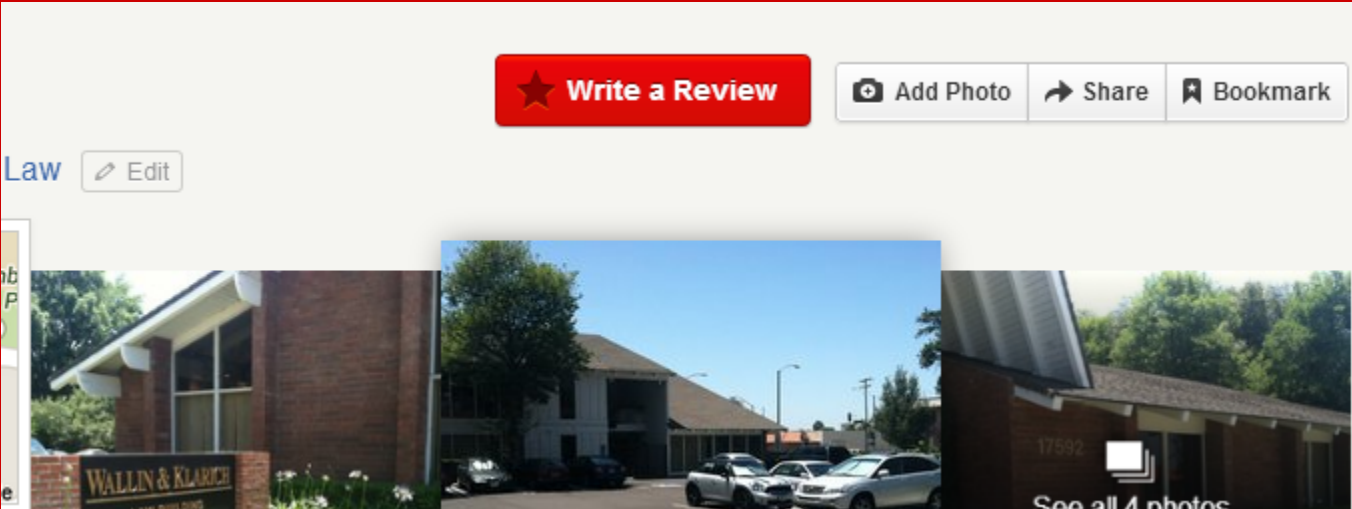 Write a Review
Add Photo
Share
Bookmark
Law
Edit
P
e
WALLIN & KLARICH
17592
See all 4 photos